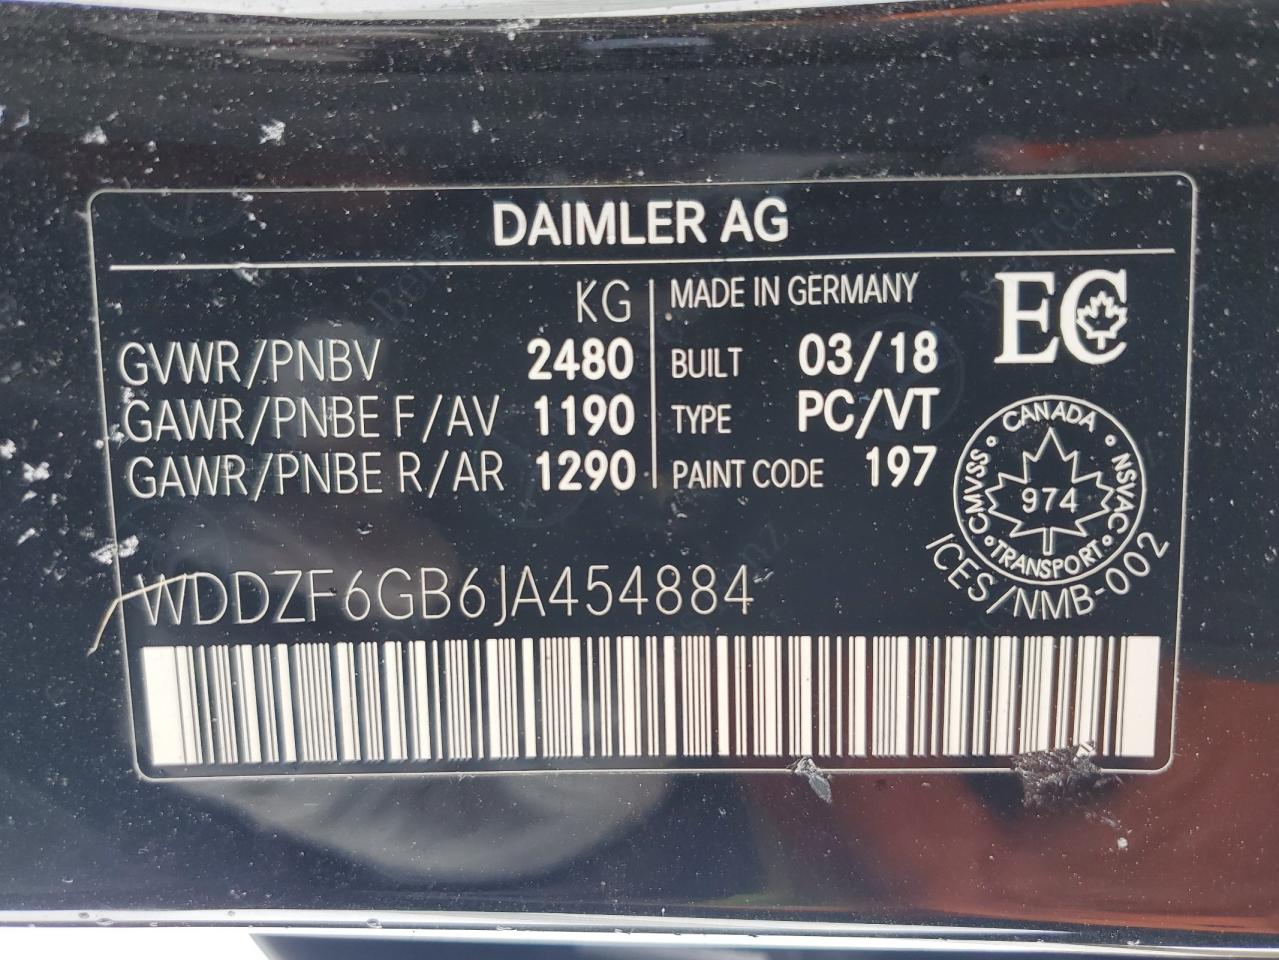 DAIMLER AG
KG
GVWR/PNBV 2480
GAWR/PNBE F/AV 1190
GAWR/PNBE R/AR 1290
MADE IN GERMANY
BUILT 03/18
TYPE PC/VT
PAINT CODE 197
EC
CANADA
CMVSS NSVAC
974
TRANSPORT
ICES/NMB-002
WDDZF6GB6JA454884